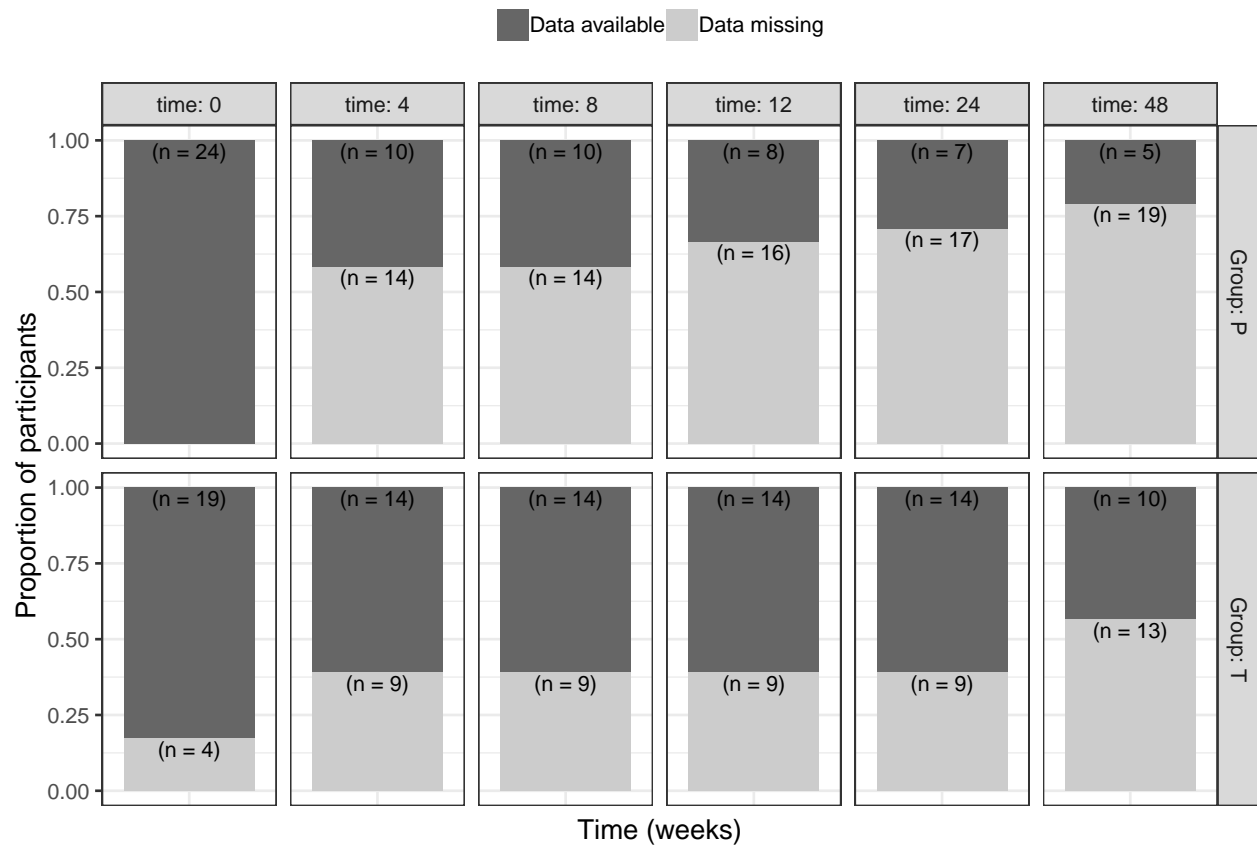 Data available Data missing
time: 0 time: 4 time: 8 time: 12 time: 24 time: 48
Proportion of participants
1.00
0.75
0.50
0.25
0.00
(n = 24) (n = 10) (n = 10) (n = 8) (n = 7) (n = 5)
(n = 14) (n = 14) (n = 16) (n = 17) (n = 19)
Group: P
1.00
0.75
0.50
0.25
0.00
(n = 19) (n = 14) (n = 14) (n = 14) (n = 14) (n = 10)
(n = 4) (n = 9) (n = 9) (n = 9) (n = 9) (n = 13)
Group: T
Time (weeks)